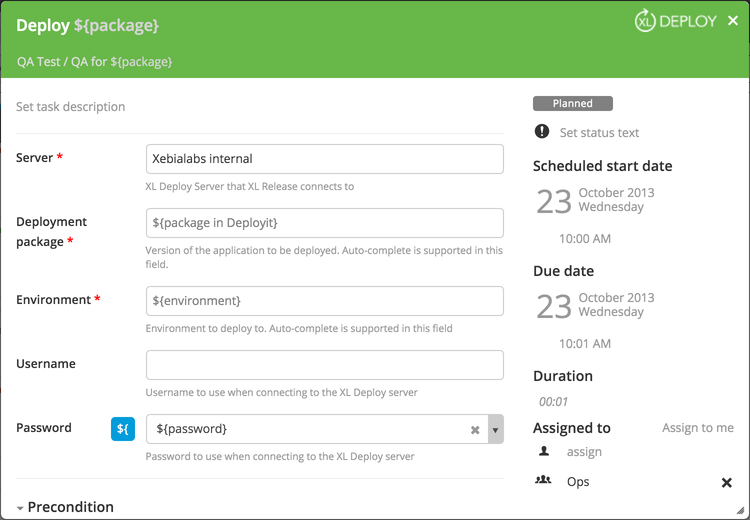 Deploy ${package}
XL DEPLOY
QA Test / QA for ${package}
Set task description
Server *
Xebialabs internal
XL Deploy Server that XL Release connects to
Deployment
package *
${package in Deployit}
Version of the application to be deployed. Auto-complete is supported in this
field.
Environment *
${environment}
Environment to deploy to. Auto-complete is supported in this field
Username
Username to use when connecting to the XL Deploy server
Password
${
${password}
Password to use when connecting to the XL Deploy server
Precondition
Planned
Set status text
Scheduled start date
23
October 2013
Wednesday
10:00 AM
Due date
23
October 2013
Wednesday
10:01 AM
Duration
00:01
Assigned to
Assign to me
assign
Ops